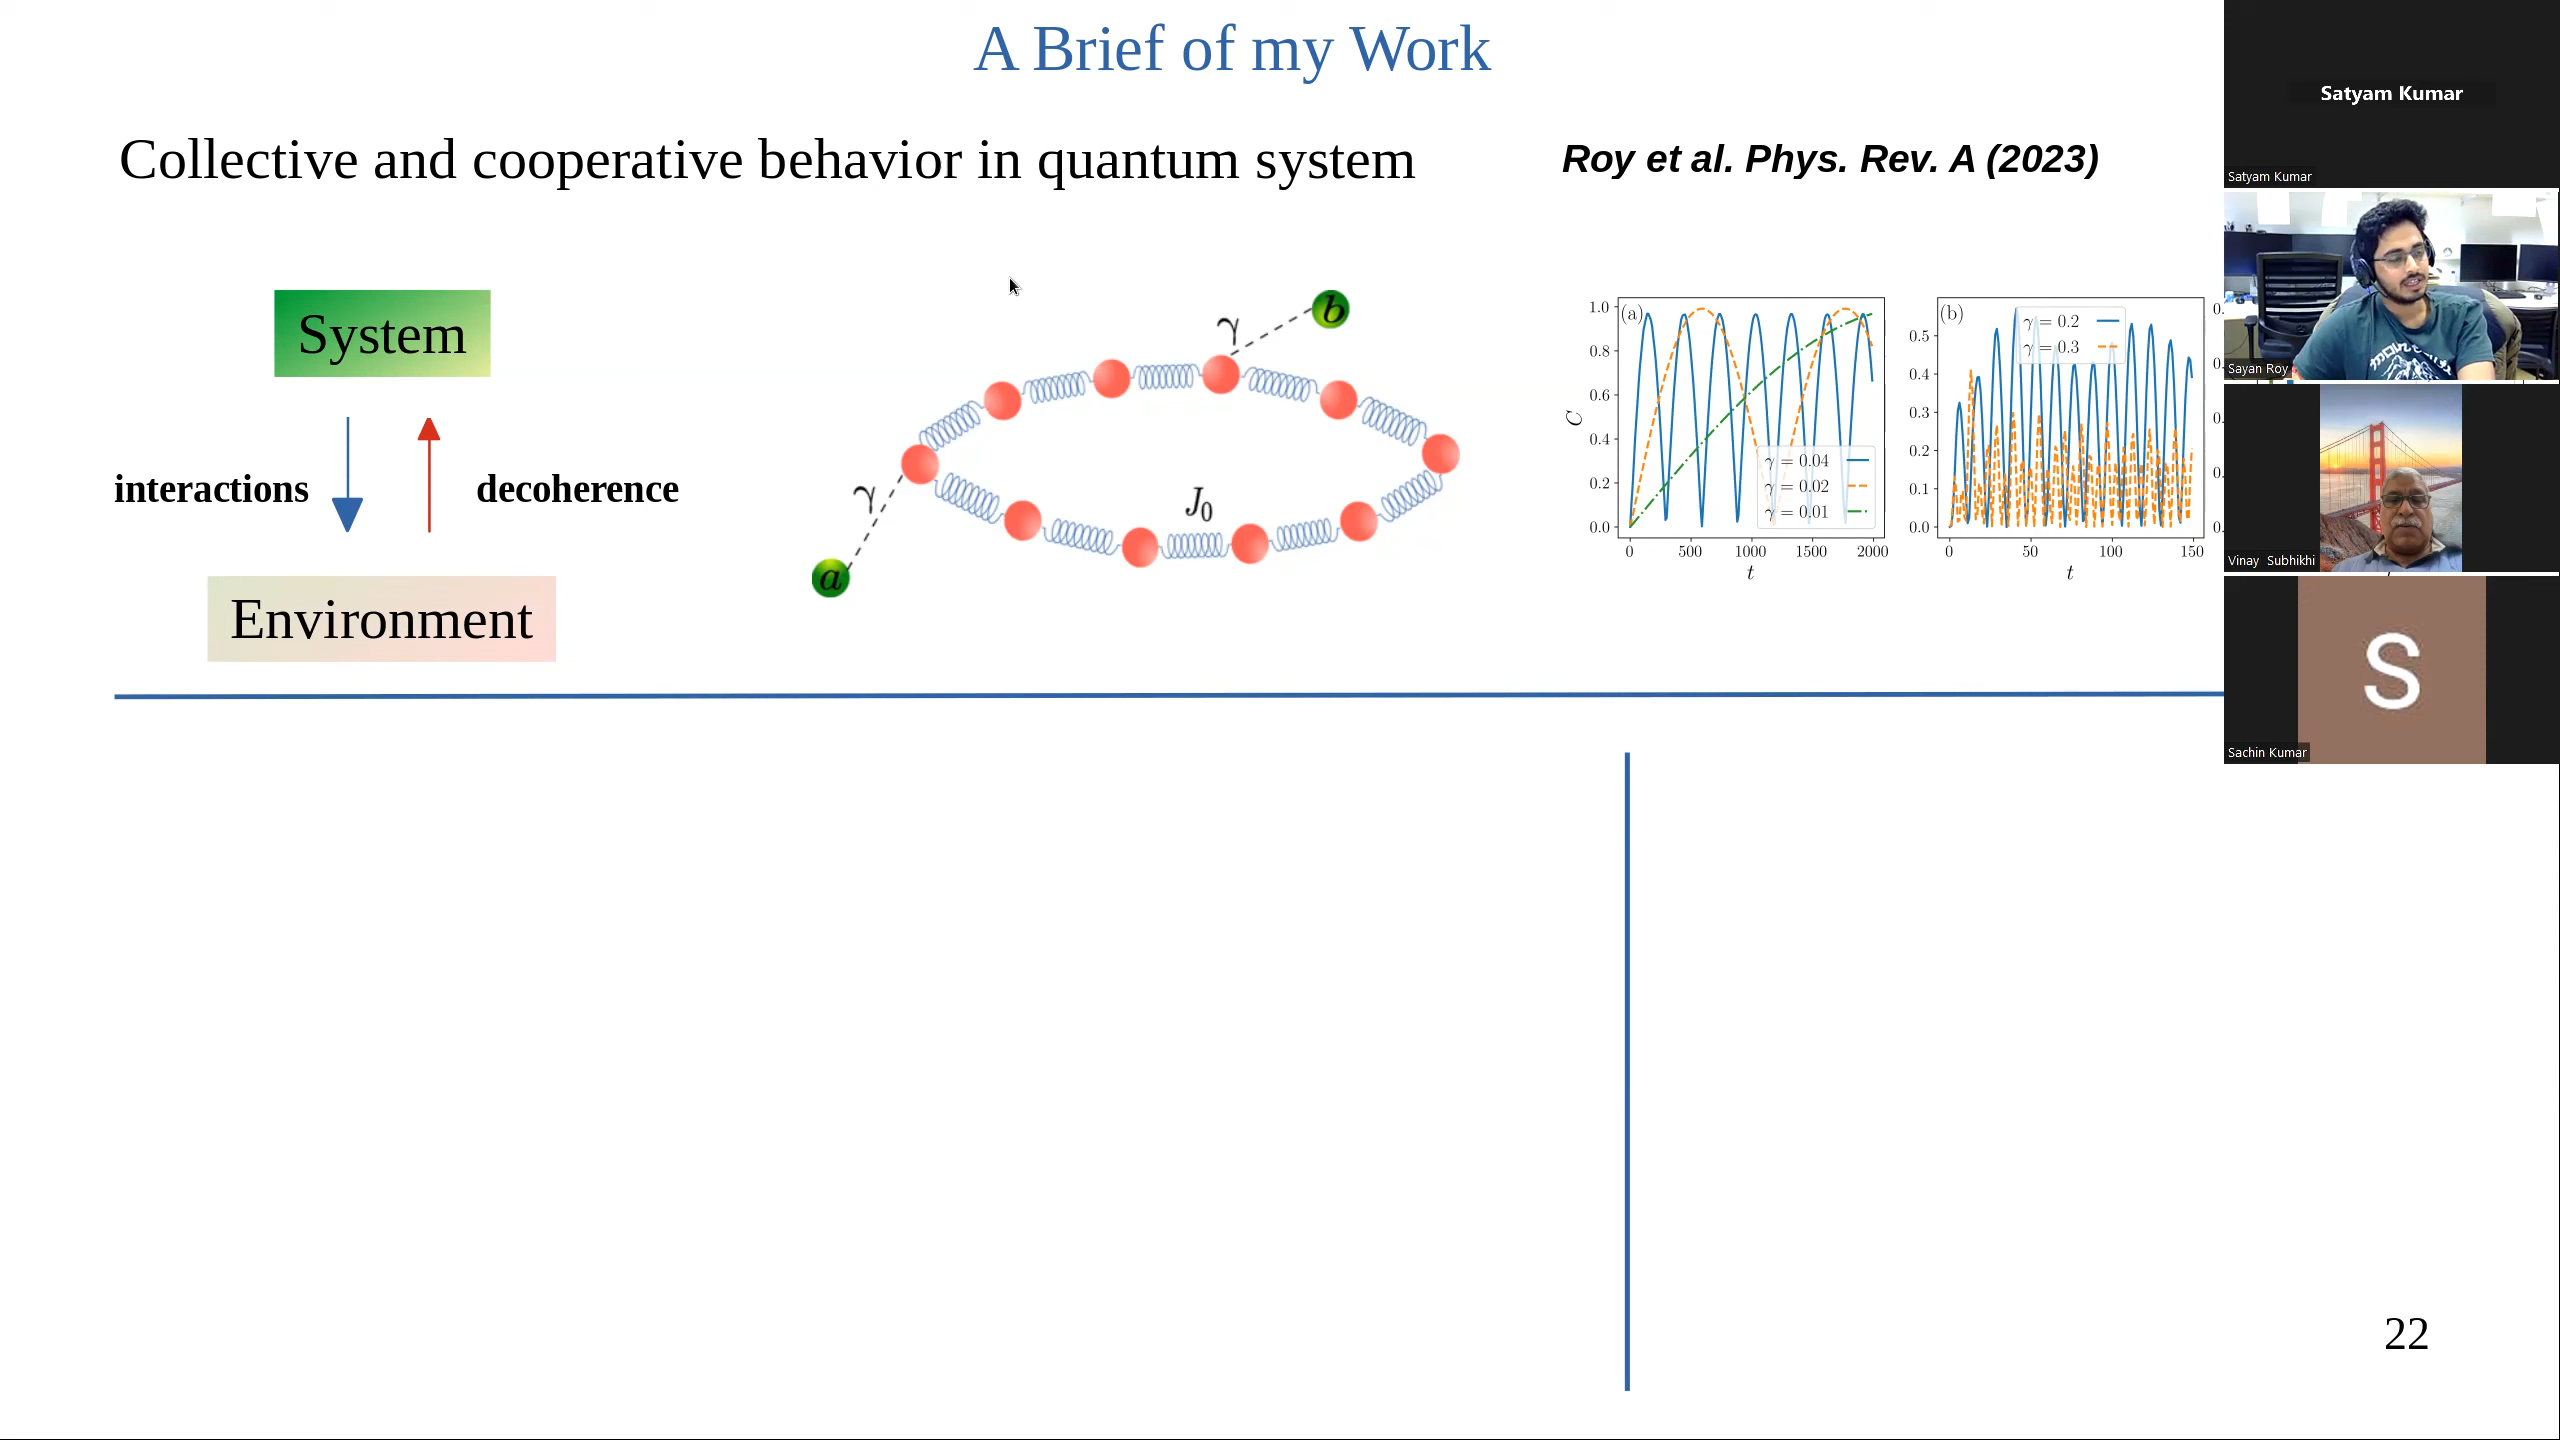 A Brief of my Work
Collective and cooperative behavior in quantum system
Roy et al. Phys. Rev. A (2023)
System
interactions
decoherence
Environment
γ
b
γ
a
J₀
(a)
1.0
0.8
0.6
0.4
0.2
0.0
C
γ = 0.04
γ = 0.02
γ = 0.01
0 500 1000 1500 2000
t
(b)
0.5
0.4
0.3
0.2
0.1
0.0
γ = 0.2
γ = 0.3
0 50 100 150
t
22
Satyam Kumar
Satyam Kumar
Sayan Roy
Vinay Subhikhi
S
Sachin Kumar